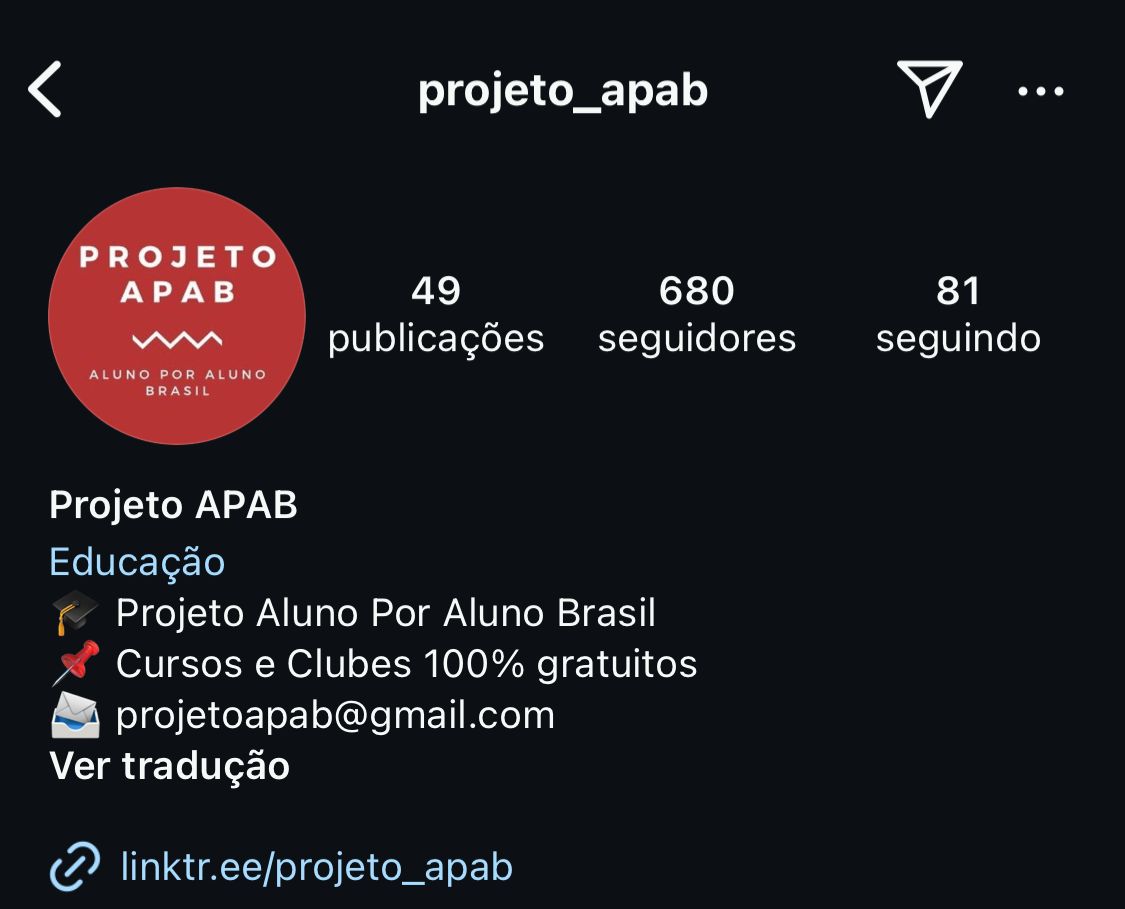 projeto_apab
PROJETO
APAB
ALUNO POR ALUNO
BRASIL
49
publicações
680
seguidores
81
seguindo
Projeto APAB
Educação
Projeto Aluno Por Aluno Brasil
Cursos e Clubes 100% gratuitos
projetoapab@gmail.com
Ver tradução
linktr.ee/projeto_apab